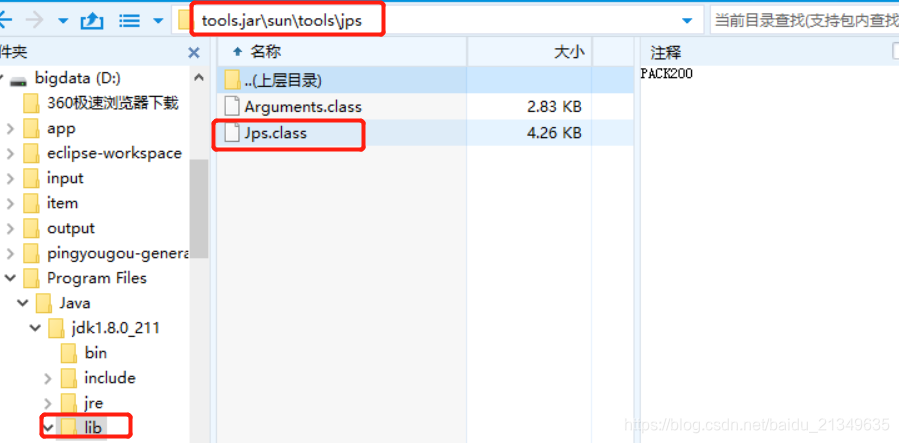 tools.jar\sun\tools\jps
当前目录查找(支持包内查找
件夹
名称
大小
注释
bigdata (D:)
..(上层目录)
PACK200
360极速浏览器下载
Arguments.class 2.83 KB
app
Jps.class 4.26 KB
eclipse-workspace
input
item
output
pingyougou-genera
Program Files
Java
jdk1.8.0_211
bin
include
jre
lib
https://blog.csdn.net/baidu_21349635